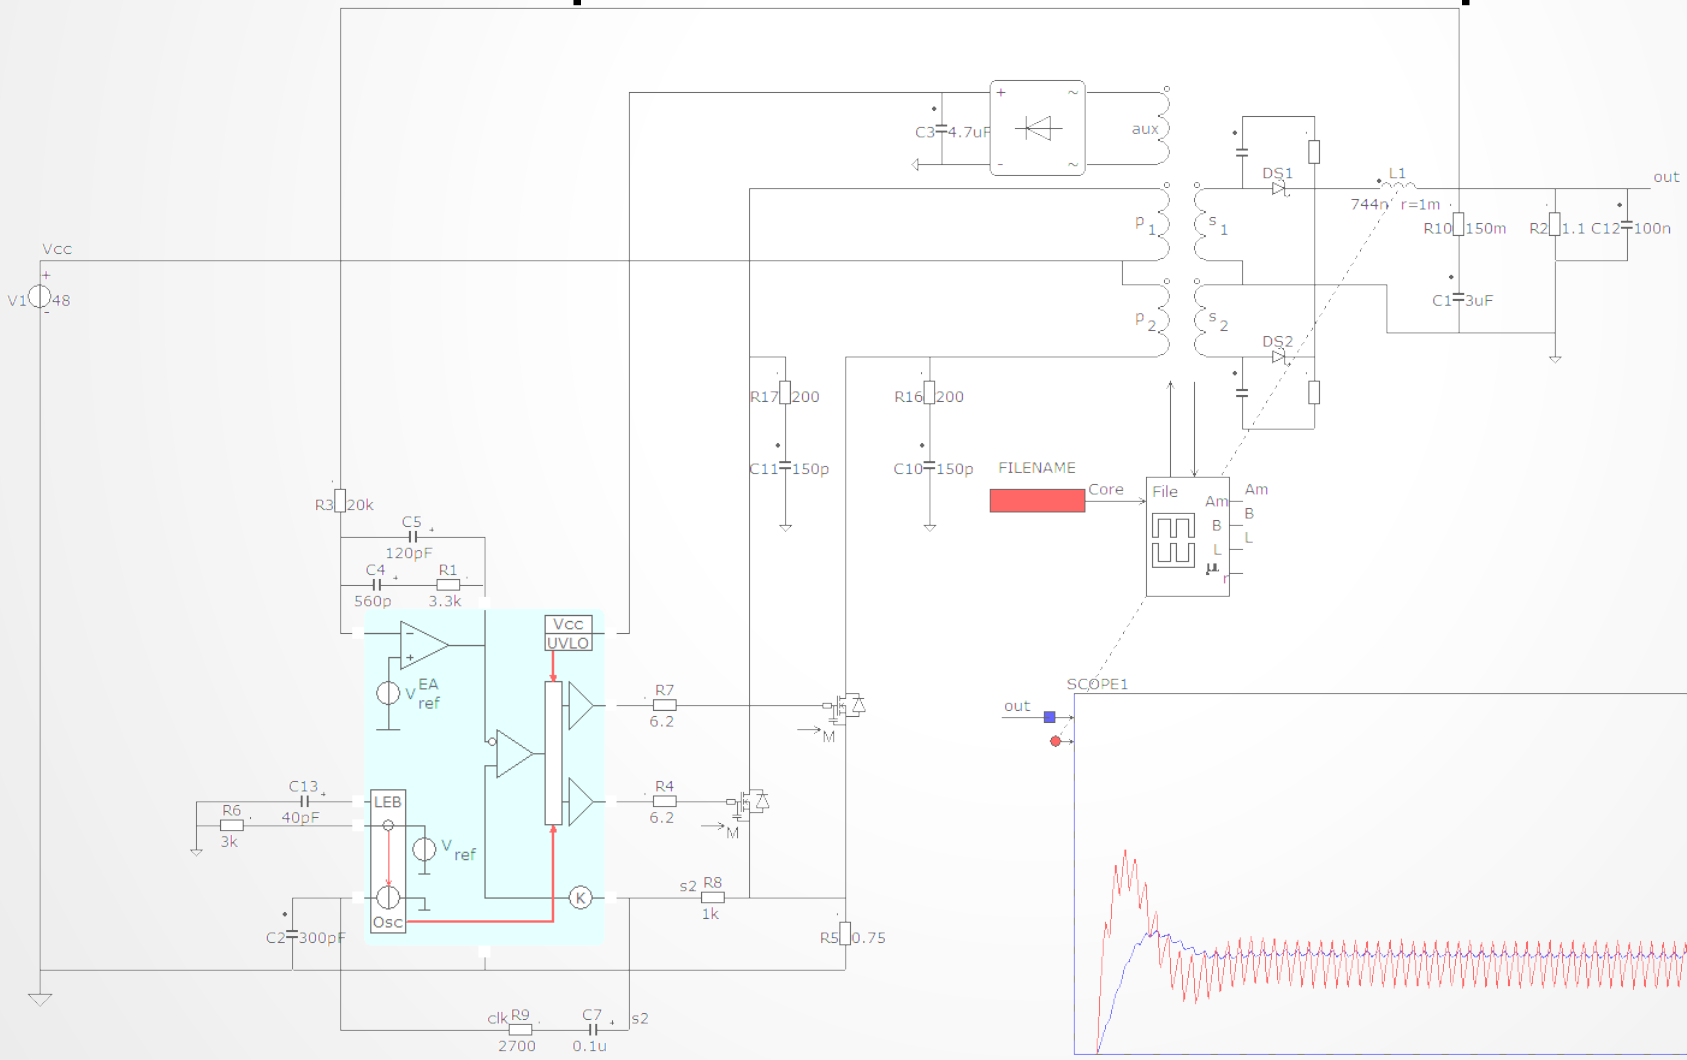 C3 4.7uF
+ ~
- ~
aux
DS1
L1
744n r=1m
out
p1
s1
R10 150m
R2 1.1
C12 100n
Vcc
+
V1 48
-
C1 3uF
p2
s2
DS2
R17 200
R16 200
C11 150p
C10 150p
FILENAME
Core
File
Am Am
B B
L L
µ
r
R3 20k
C5
120pF
C4
560p
R1
3.3k
-
+
V EA ref
Vcc
UVLO
R7
6.2
M
R4
6.2
M
C13
40pF
R6
3k
LEB
V ref
Osc
K
C2 300pF
s2 R8
1k
R5 0.75
clk R9
2700
C7
0.1u
s2
SCOPE1
out